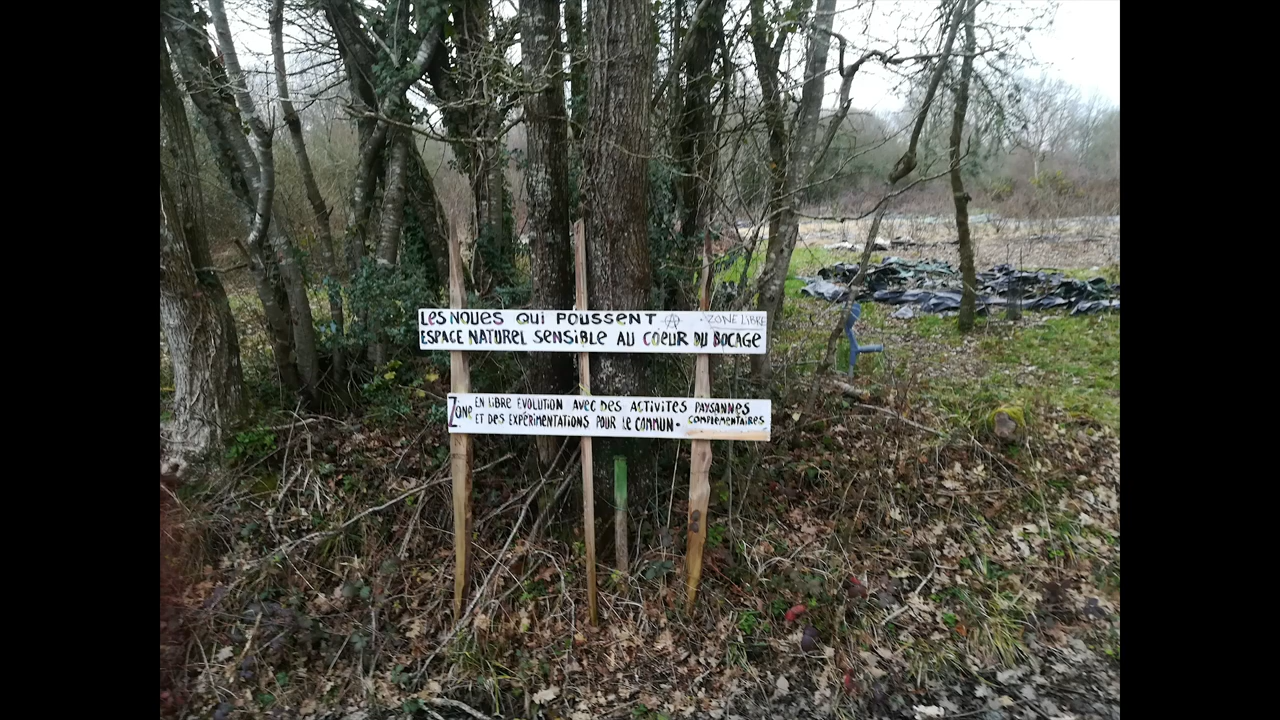 LES NOUES QUI POUSSENT Ⓐ - ZONE LIBRE
ESPACE NATUREL SENSIBLE AU COEUR DU BOCAGE
Zone EN LIBRE EVOLUTION AVEC DES ACTIVITES PAYSANNES
ET DES EXPÉRIMENTATIONS POUR LE COMMUN. COMPLEMENTAIRES